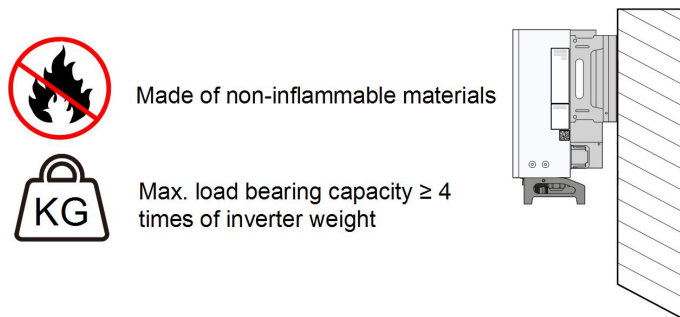 Made of non-inflammable materials
KG
Max. load bearing capacity ≥ 4
times of inverter weight